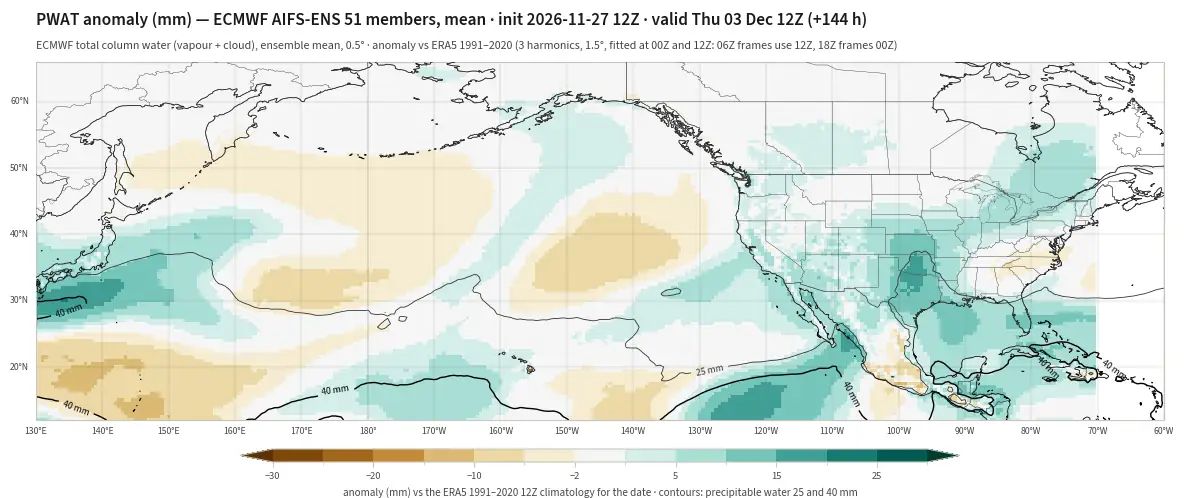 PWAT anomaly (mm) — ECMWF AIFS-ENS 51 members, mean · init 2026-11-27 12Z · valid Thu 03 Dec 12Z (+144 h)
ECMWF total column water (vapour + cloud), ensemble mean, 0.5° · anomaly vs ERA5 1991–2020 (3 harmonics, 1.5°, fitted at 00Z and 12Z: 06Z frames use 12Z, 18Z frames 00Z)
60°N
50°N
40°N
30°N
20°N
40 mm
40 mm
40 mm
25 mm
40 mm
40 mm
40 mm
130°E 140°E 150°E 160°E 170°E 180° 170°W 160°W 150°W 140°W 130°W 120°W 110°W 100°W 90°W 80°W 70°W 60°W
−30 −20 −10 −2 5 15 25
anomaly (mm) vs the ERA5 1991–2020 12Z climatology for the date · contours: precipitable water 25 and 40 mm